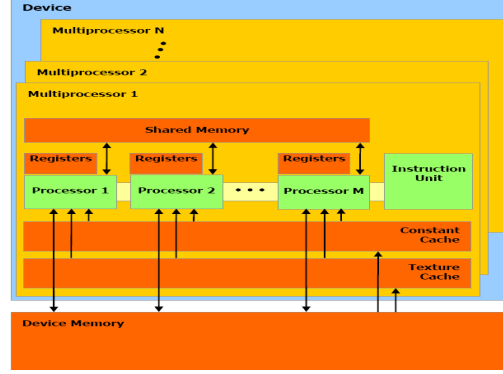 Device
Multiprocessor N
Multiprocessor 2
Multiprocessor 1
Shared Memory
Registers
Registers
Registers
Processor 1
Processor 2
Processor M
Instruction
Unit
Constant
Cache
Texture
Cache
Device Memory